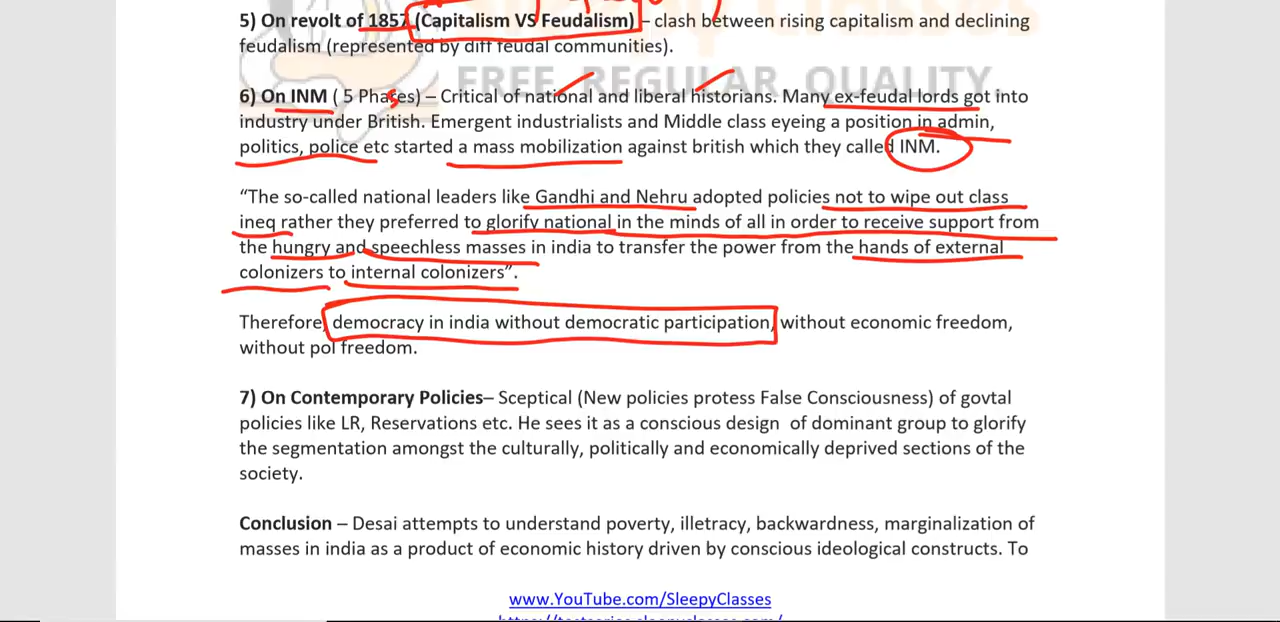 5) On revolt of 1857 (Capitalism VS Feudalism) – clash between rising capitalism and declining
feudalism (represented by diff feudal communities).
FREE. REGULAR. QUALITY
6) On INM ( 5 Phases) – Critical of national and liberal historians. Many ex-feudal lords got into
industry under British. Emergent industrialists and Middle class eyeing a position in admin,
politics, police etc started a mass mobilization against british which they called INM.
“The so-called national leaders like Gandhi and Nehru adopted policies not to wipe out class
ineq rather they preferred to glorify national in the minds of all in order to receive support from
the hungry and speechless masses in india to transfer the power from the hands of external
colonizers to internal colonizers”.
Therefore, democracy in india without democratic participation, without economic freedom,
without pol freedom.
7) On Contemporary Policies– Sceptical (New policies protess False Consciousness) of govtal
policies like LR, Reservations etc. He sees it as a conscious design of dominant group to glorify
the segmentation amongst the culturally, politically and economically deprived sections of the
society.
Conclusion – Desai attempts to understand poverty, illetracy, backwardness, marginalization of
masses in india as a product of economic history driven by conscious ideological constructs. To
www.YouTube.com/SleepyClasses